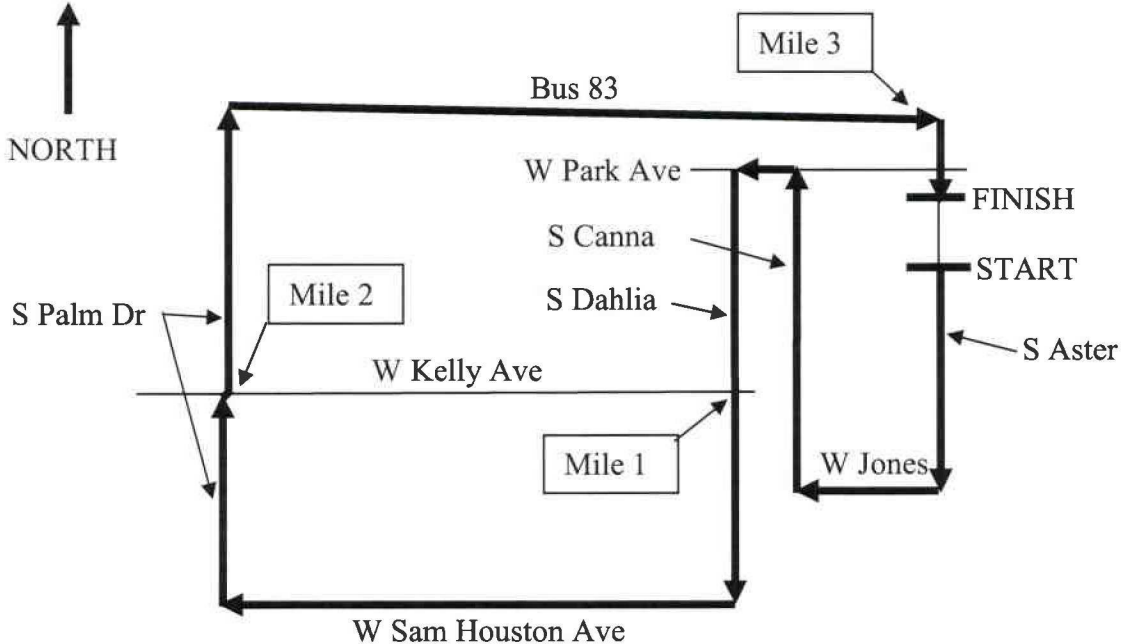 Mile 3
Bus 83
NORTH
W Park Ave
FINISH
S Canna
START
Mile 2
S Dahlia
S Palm Dr
S Aster
W Kelly Ave
Mile 1
W Jones
W Sam Houston Ave